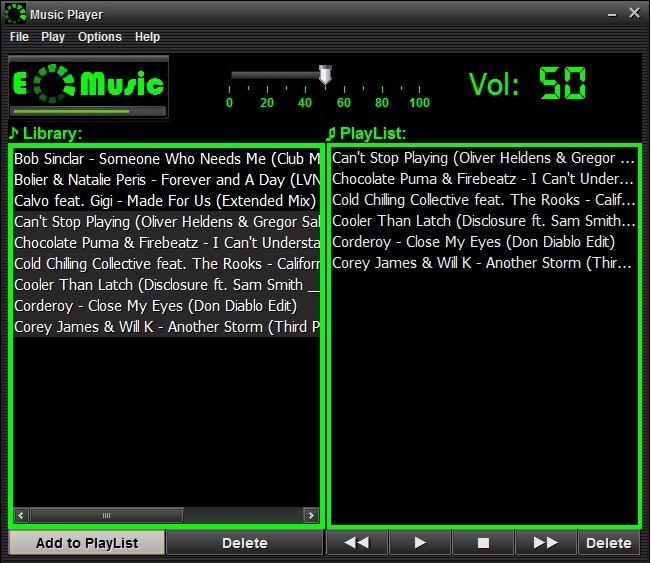 Music Player
File Play Options Help
E Music
Vol: 50
0 20 40 60 80 100
Library:
Bob Sinclar - Someone Who Needs Me (Club M
Bolier & Natalie Peris - Forever and A Day (LVN
Calvo feat. Gigi - Made For Us (Extended Mix)
Can't Stop Playing (Oliver Heldens & Gregor Sal
Chocolate Puma & Firebeatz - I Can't Understa
Cold Chilling Collective feat. The Rooks - Californ
Cooler Than Latch (Disclosure ft. Sam Smith __
Corderoy - Close My Eyes (Don Diablo Edit)
Corey James & Will K - Another Storm (Third P
Add to PlayList
Delete
PlayList:
Can't Stop Playing (Oliver Heldens & Gregor ...
Chocolate Puma & Firebeatz - I Can't Under...
Cold Chilling Collective feat. The Rooks - Calif...
Cooler Than Latch (Disclosure ft. Sam Smith...
Corderoy - Close My Eyes (Don Diablo Edit)
Corey James & Will K - Another Storm (Thir...
Delete